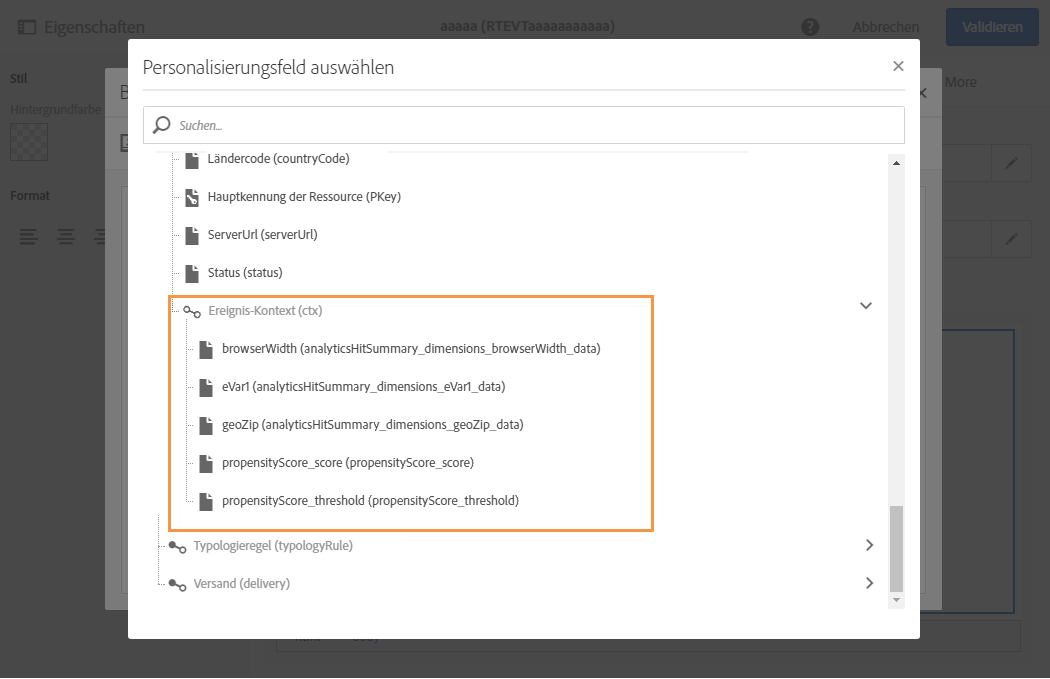 Eigenschaften
aaaaa (RTEVTaaaaaaaaaaa)
Abbrechen
Validieren
Stil
Hintergrundfarbe
Format
More
Personalisierungsfeld auswählen
Suchen...
Ländercode (countryCode)
Hauptkennung der Ressource (PKey)
ServerUrl (serverUrl)
Status (status)
Ereignis-Kontext (ctx)
browserWidth (analyticsHitSummary_dimensions_browserWidth_data)
eVar1 (analyticsHitSummary_dimensions_eVar1_data)
geoZip (analyticsHitSummary_dimensions_geoZip_data)
propensityScore_score (propensityScore_score)
propensityScore_threshold (propensityScore_threshold)
Typologieregel (typologyRule)
Versand (delivery)